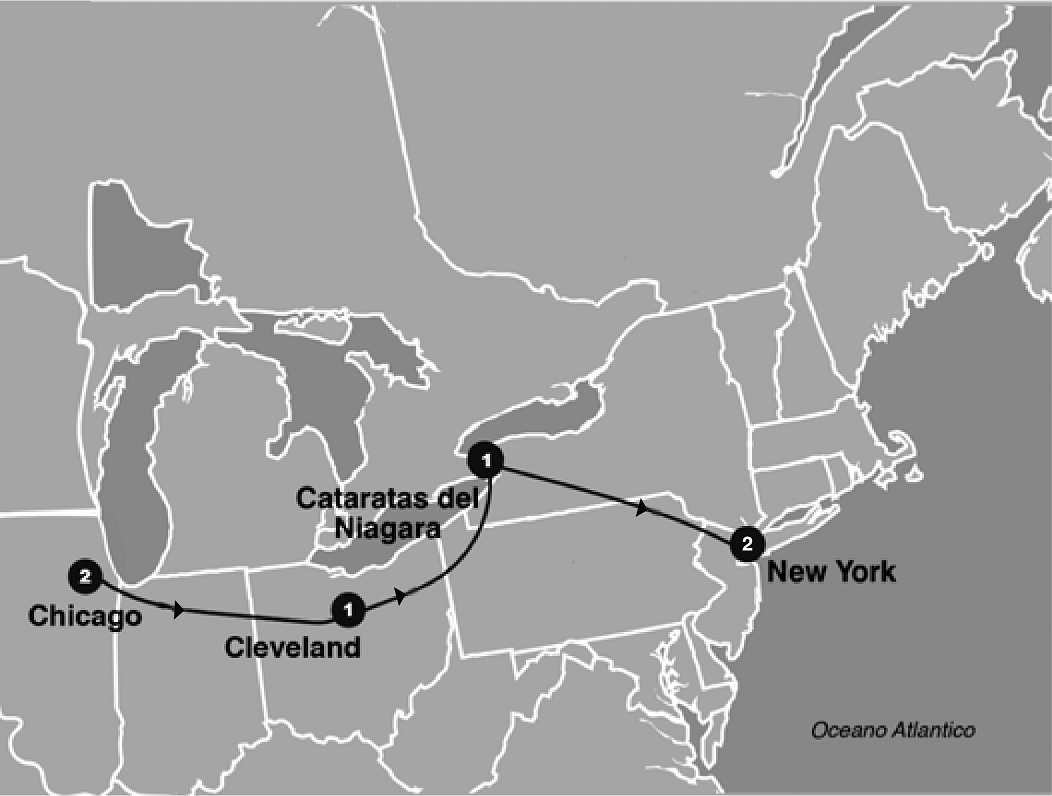 1
Cataratas del
Niagara
2
New York
2
Chicago
1
Cleveland
Oceano Atlantico